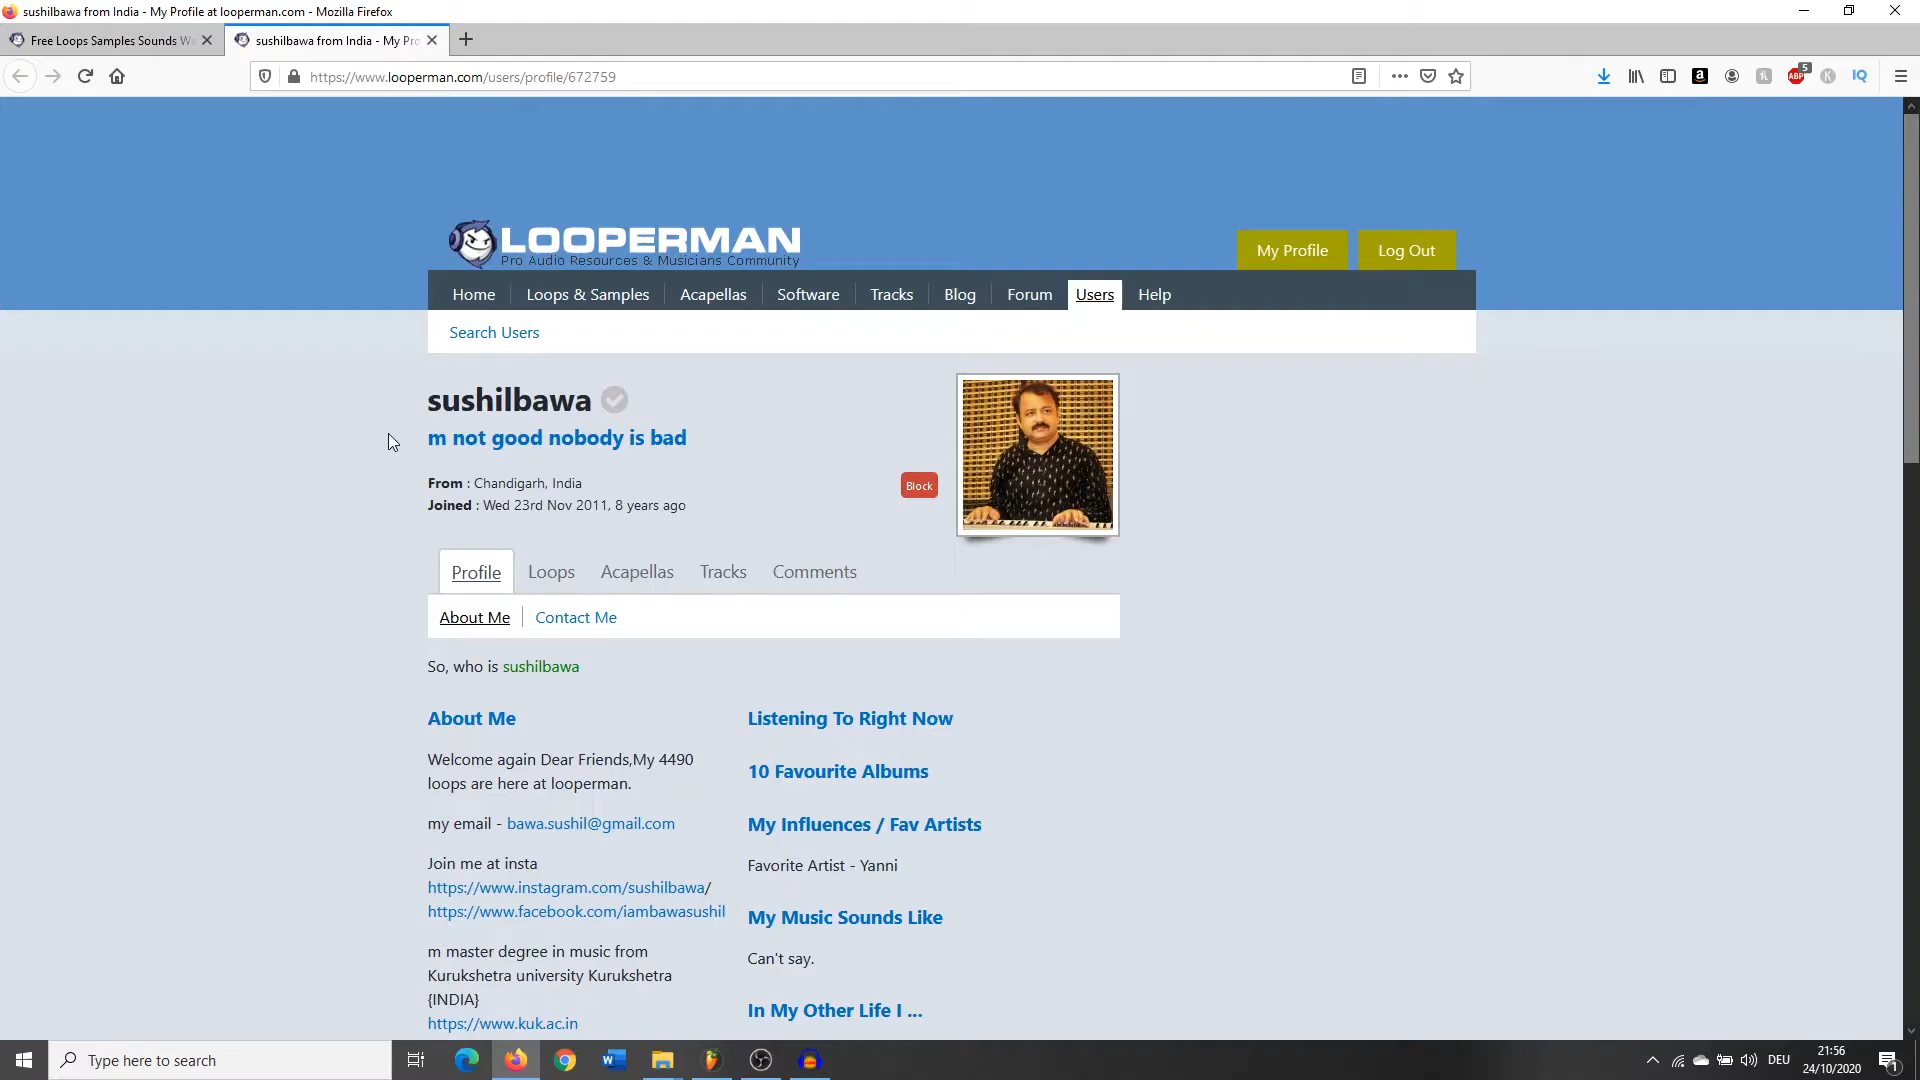 sushilbawa from India - My Profile at looperman.com - Mozilla Firefox
Free Loops Samples Sounds W
sushilbawa from India - My Pro
https://www.looperman.com/users/profile/672759
5
a
ABP
K
IQ
LOOPERMAN
Pro Audio Resources & Musicians Community
My Profile
Log Out
Home
Loops & Samples
Acapellas
Software
Tracks
Blog
Forum
Users
Help
Search Users
sushilbawa
m not good nobody is bad
From : Chandigarh, India
Joined : Wed 23rd Nov 2011, 8 years ago
Block
Profile
Loops
Acapellas
Tracks
Comments
About Me
Contact Me
So, who is sushilbawa
About Me
Welcome again Dear Friends,My 4490
loops are here at looperman.
my email - bawa.sushil@gmail.com
Join me at insta
https://www.instagram.com/sushilbawa/
https://www.facebook.com/iambawasushil
m master degree in music from
Kurukshetra university Kurukshetra
{INDIA}
https://www.kuk.ac.in
Listening To Right Now
10 Favourite Albums
My Influences / Fav Artists
Favorite Artist - Yanni
My Music Sounds Like
Can't say.
In My Other Life I ...
Type here to search
DEU
21:56
24/10/2020
1